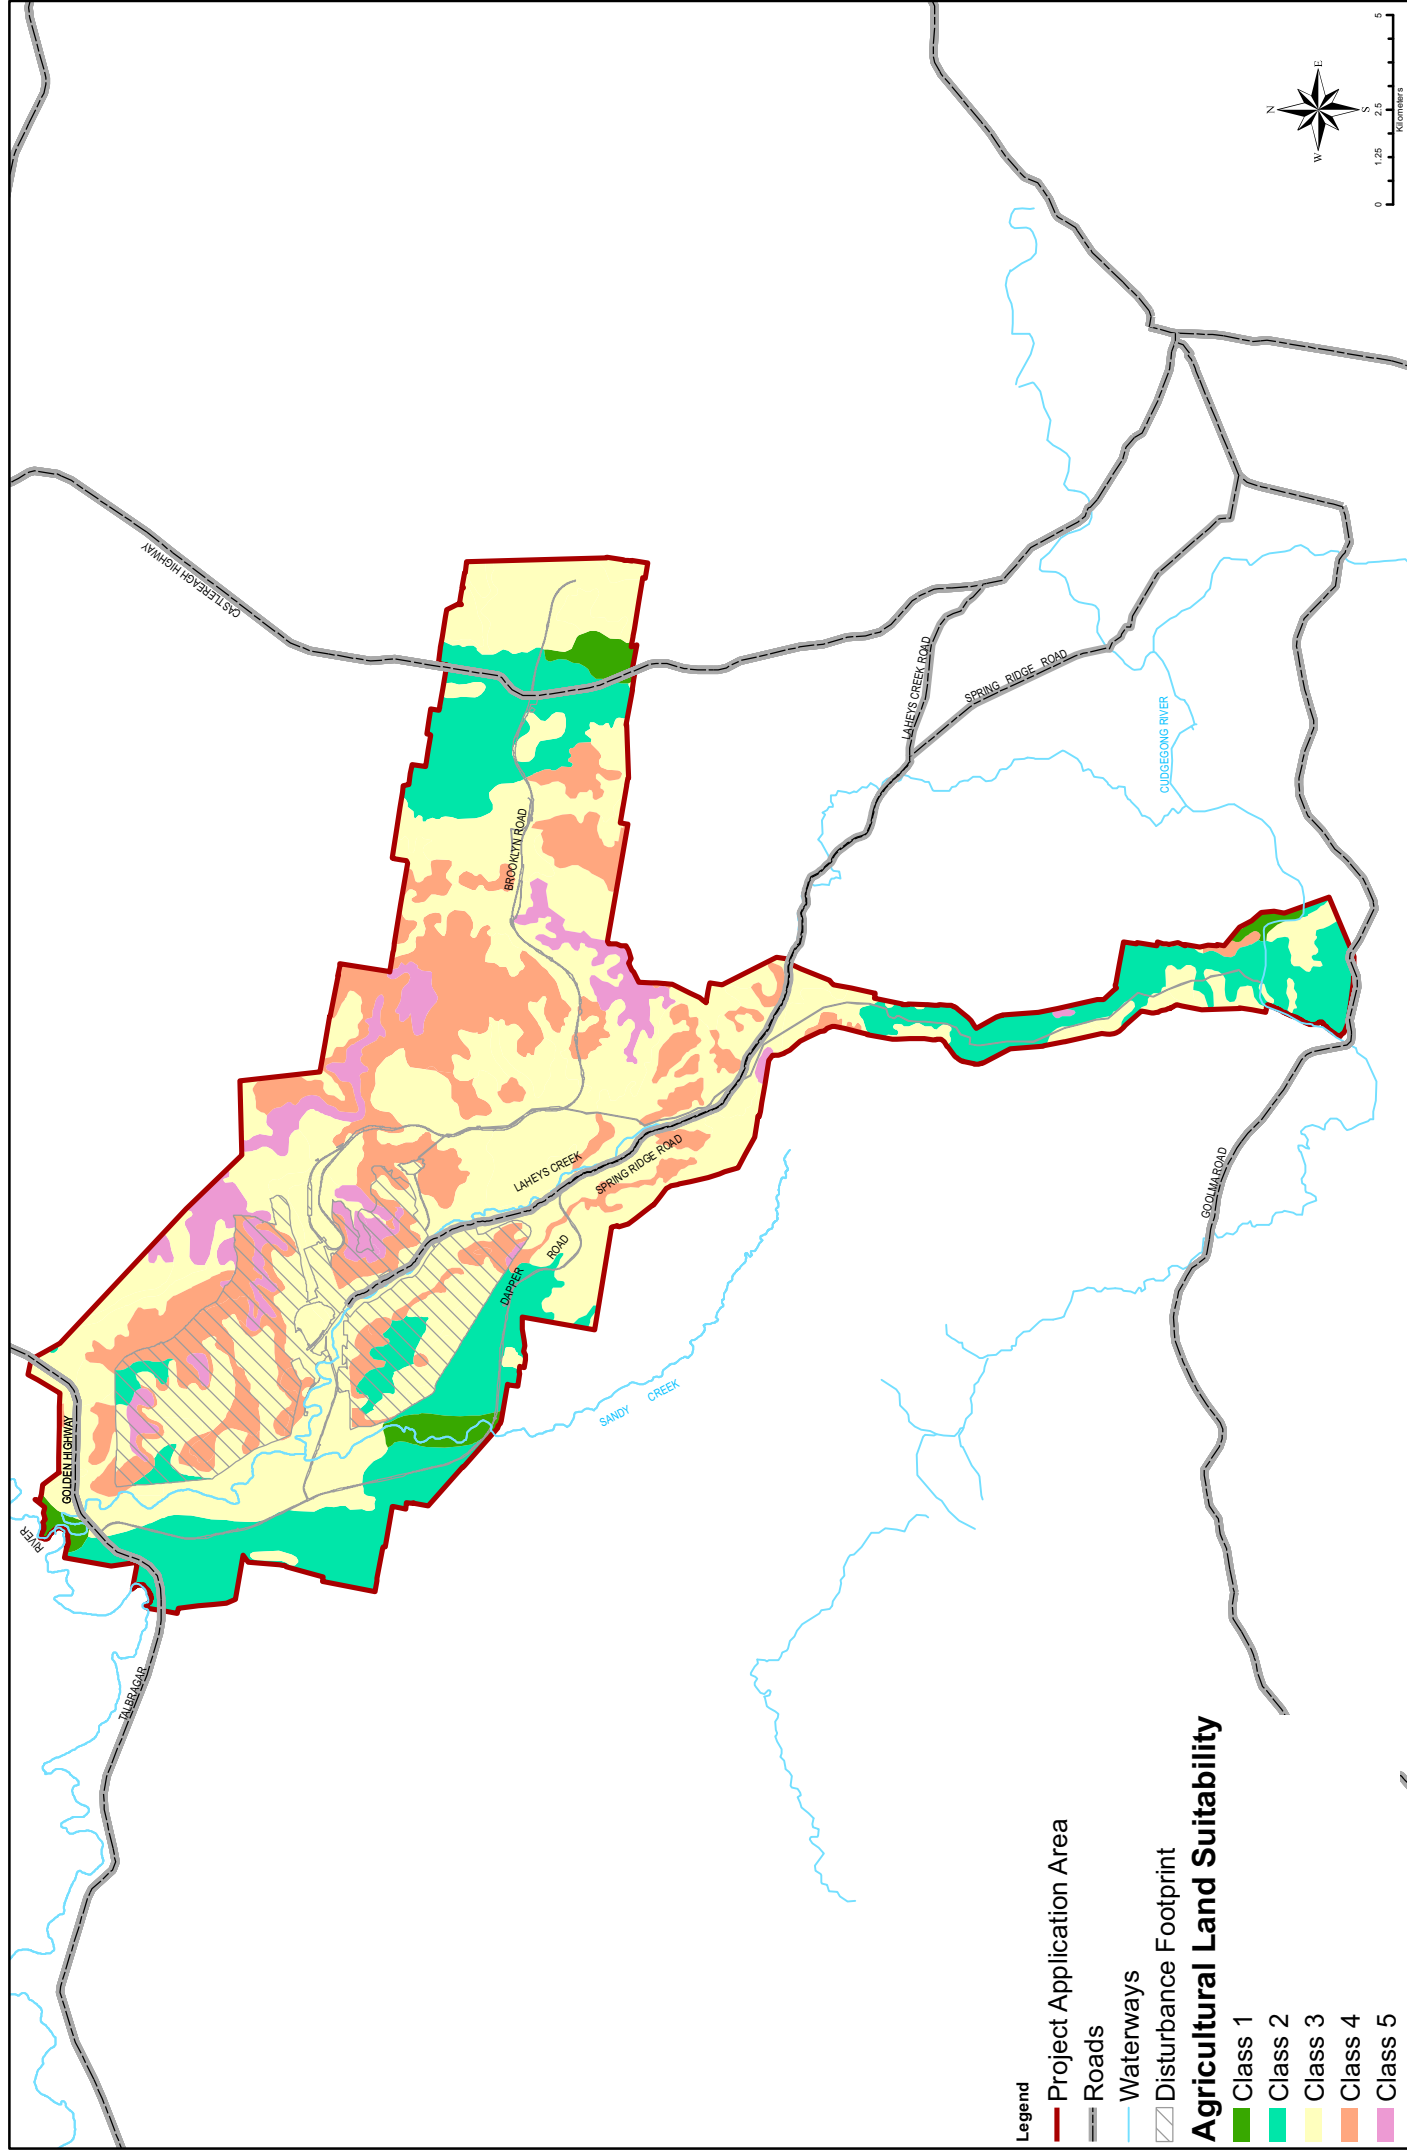 CASTLEREAGH HIGHWAY
GOLDEN HIGHWAY
RIVER
TALBRAGAR
BROOKLYN ROAD
LAHEYS CREEK
SPRING RIDGE ROAD
DAPPER
ROAD
SANDY CREEK
LAHEYS CREEK ROAD
SPRING RIDGE ROAD
CUDGEGONG RIVER
GOOLMA ROAD
N
W
E
S
0 1.25 2.5 5
Kilometers
Legend
Project Application Area
Roads
Waterways
Disturbance Footprint
Agricultural Land Suitability
Class 1
Class 2
Class 3
Class 4
Class 5